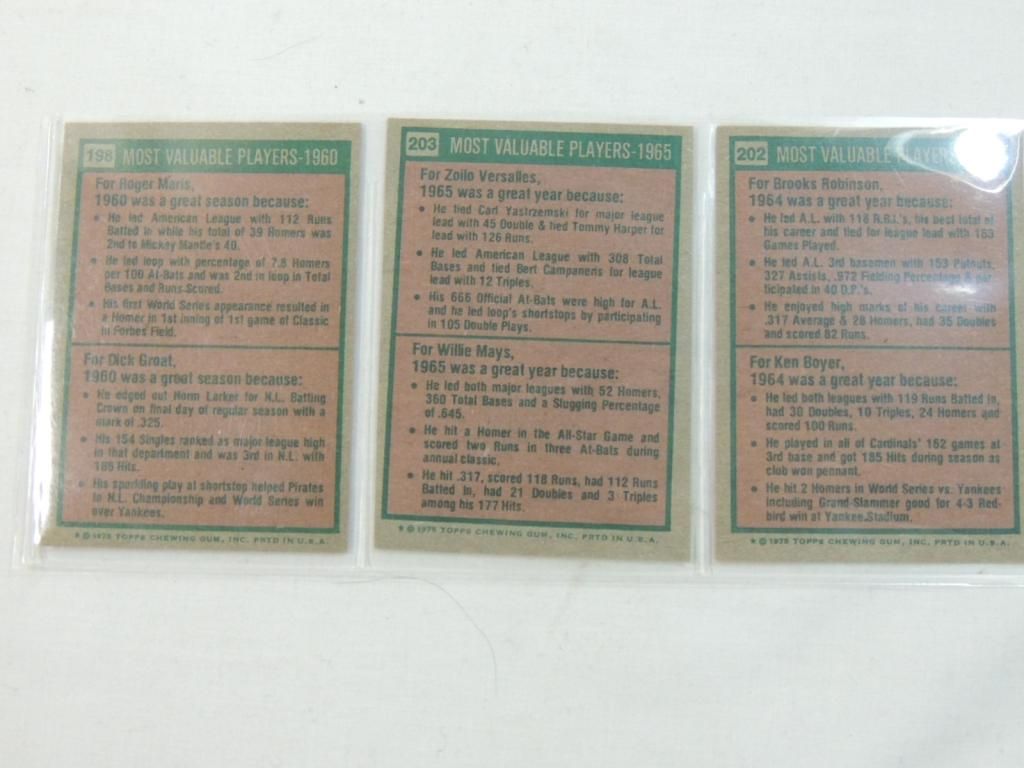 198 MOST VALUABLE PLAYERS-1960
For Roger Maris,
1960 was a great season because:
• He led American League with 112 Runs
Batted In while his total of 39 Homers was
2nd to Mickey Mantle's 40.
• He led loop with percentage of 7.8 Homers
per 100 At-Bats and was 2nd in loop in Total
Bases and Runs Scored.
• His first World Series appearance resulted in
a Homer in 1st inning of 1st game of Classic
in Forbes Field.
For Dick Groat,
1960 was a great season because:
• He edged out Norm Larker for N.L. Batting
Crown on final day of regular season with a
mark of .325.
• His 154 Singles ranked as major league high
in that department and was 3rd in N.L. with
186 Hits.
• His sparkling play at shortstop helped Pirates
to N.L. Championship and World Series win
over Yankees.
* © 1975 TOPPS CHEWING GUM, INC. PRTD IN U.S.A.
203 MOST VALUABLE PLAYERS-1965
For Zoilo Versalles,
1965 was a great year because:
• He tied Carl Yastrzemski for major league
lead with 45 Double & tied Tommy Harper for
lead with 126 Runs.
• He led American League with 308 Total
Bases and tied Bert Campaneris for league
lead with 12 Triples.
• His 666 Official At-Bats were high for A.L.
and he led loop's shortstops by participating
in 105 Double Plays.
For Willie Mays,
1965 was a great year because:
• He led both major leagues with 52 Homers,
360 Total Bases and a Slugging Percentage
of .645.
• He hit a Homer in the All-Star Game and
scored two Runs in three At-Bats during
annual classic.
• He hit .317, scored 118 Runs, had 112 Runs
Batted In, had 21 Doubles and 3 Triples
among his 177 Hits.
* © 1975 TOPPS CHEWING GUM, INC. PRTD IN U.S.A.
202 MOST VALUABLE
For Brooks Robinson,
1964 was a great year because:
• He led A.L. with 118 R.B.I.'s, his best total of
his career and tied for league lead with 163
Games Played.
• He led A.L. 3rd basemen with 153 Putouts,
327 Assists, .972 Fielding Percentage & par
ticipated in 40 D.P.'s.
• He enjoyed high marks of his career with
.317 Average & 28 Homers, had 35 Doubles
and scored 82 Runs.
For Ken Boyer,
1964 was a great year because:
• He led both leagues with 119 Runs Batted In,
had 30 Doubles, 10 Triples, 24 Homers and
scored 100 Runs.
• He played in all of Cardinals' 162 games at
3rd base and got 185 Hits during season as
club won pennant.
• He hit 2 Homers in World Series vs. Yankees
including Grand-Slammer good for 4-3 Red-
bird win at Yankee Stadium.
* © 1975 TOPPS CHEWING GUM, INC. PRTD IN U.S.A.